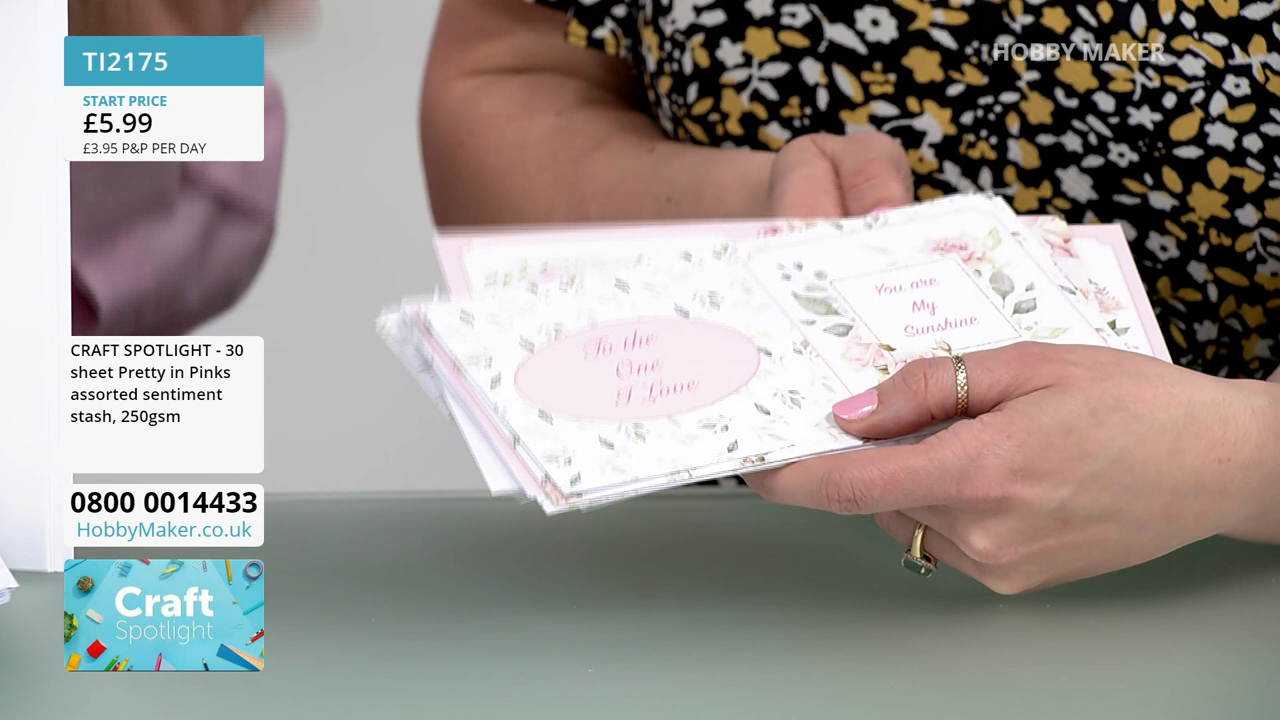 TI2175
START PRICE
£5.99
£3.95 P&P PER DAY
CRAFT SPOTLIGHT - 30
sheet Pretty in Pinks
assorted sentiment
stash, 250gsm
0800 0014433
HobbyMaker.co.uk
Craft
Spotlight
HOBBY MAKER
To the
One
I Love
You are
My
Sunshine